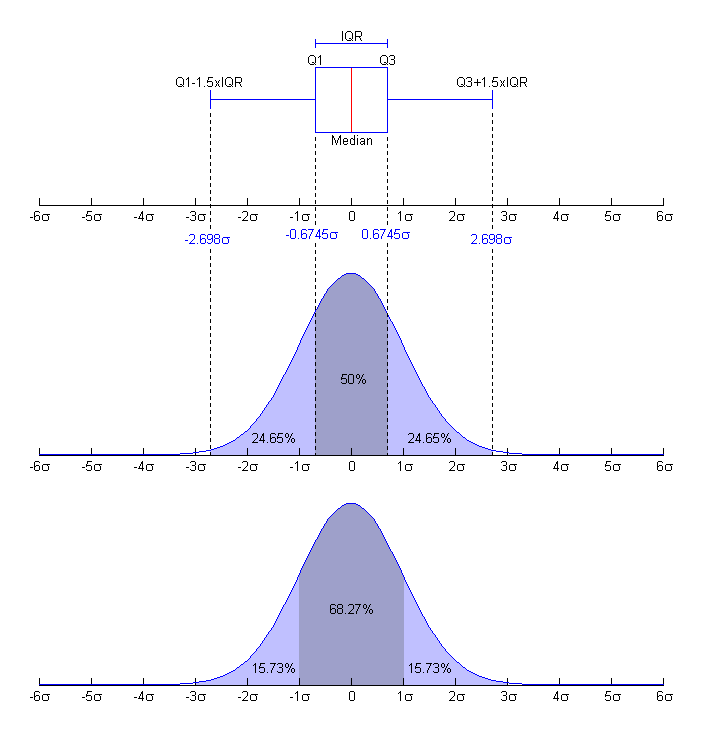 IQR
Q1 Q3
Q1-1.5xIQR Q3+1.5xIQR
Median
-6σ -5σ -4σ -3σ -2σ -1σ 0 1σ 2σ 3σ 4σ 5σ 6σ
-2.698σ -0.6745σ 0.6745σ 2.698σ
50%
24.65% 24.65%
-6σ -5σ -4σ -3σ -2σ -1σ 0 1σ 2σ 3σ 4σ 5σ 6σ
68.27%
15.73% 15.73%
-6σ -5σ -4σ -3σ -2σ -1σ 0 1σ 2σ 3σ 4σ 5σ 6σ